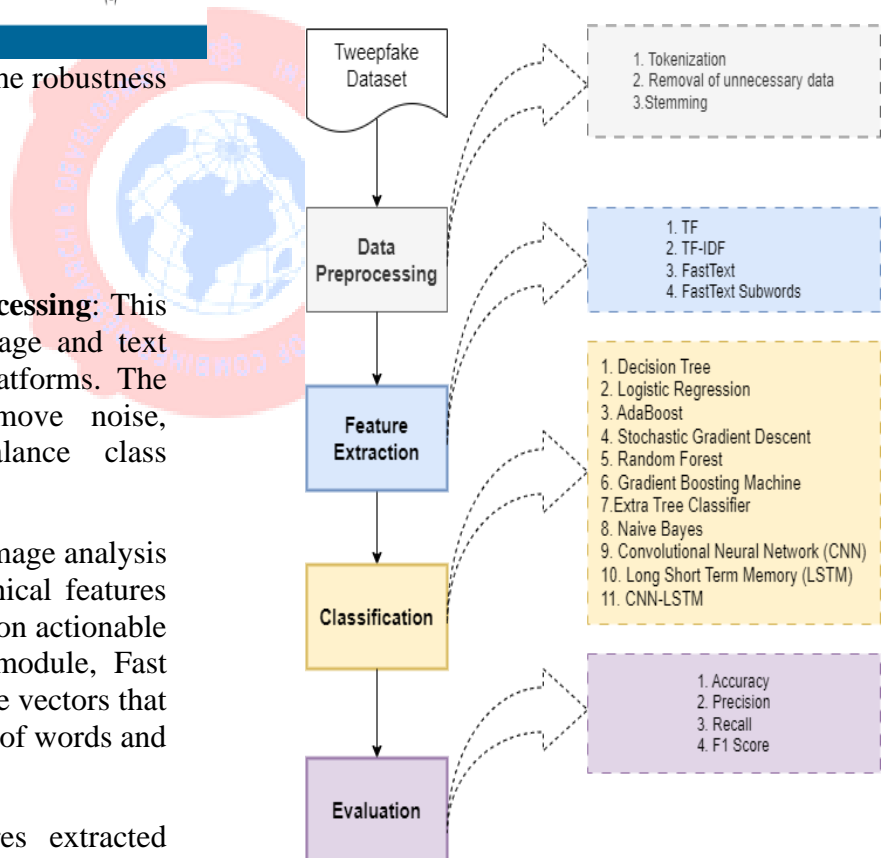 he robustness
cessing: This
age and text
atforms. The
move noise,
alance class
mage analysis
nical features
on actionable
module, Fast
e vectors that
of words and
es extracted
Tweepfake
Dataset
1. Tokenization
2. Removal of unnecessary data
3.Stemming
Data
Preprocessing
1. TF
2. TF-IDF
3. FastText
4. FastText Subwords
Feature
Extraction
1. Decision Tree
2. Logistic Regression
3. AdaBoost
4. Stochastic Gradient Descent
5. Random Forest
6. Gradient Boosting Machine
7.Extra Tree Classifier
8. Naive Bayes
9. Convolutional Neural Network (CNN)
10. Long Short Term Memory (LSTM)
11. CNN-LSTM
Classification
1. Accuracy
2. Precision
3. Recall
4. F1 Score
Evaluation